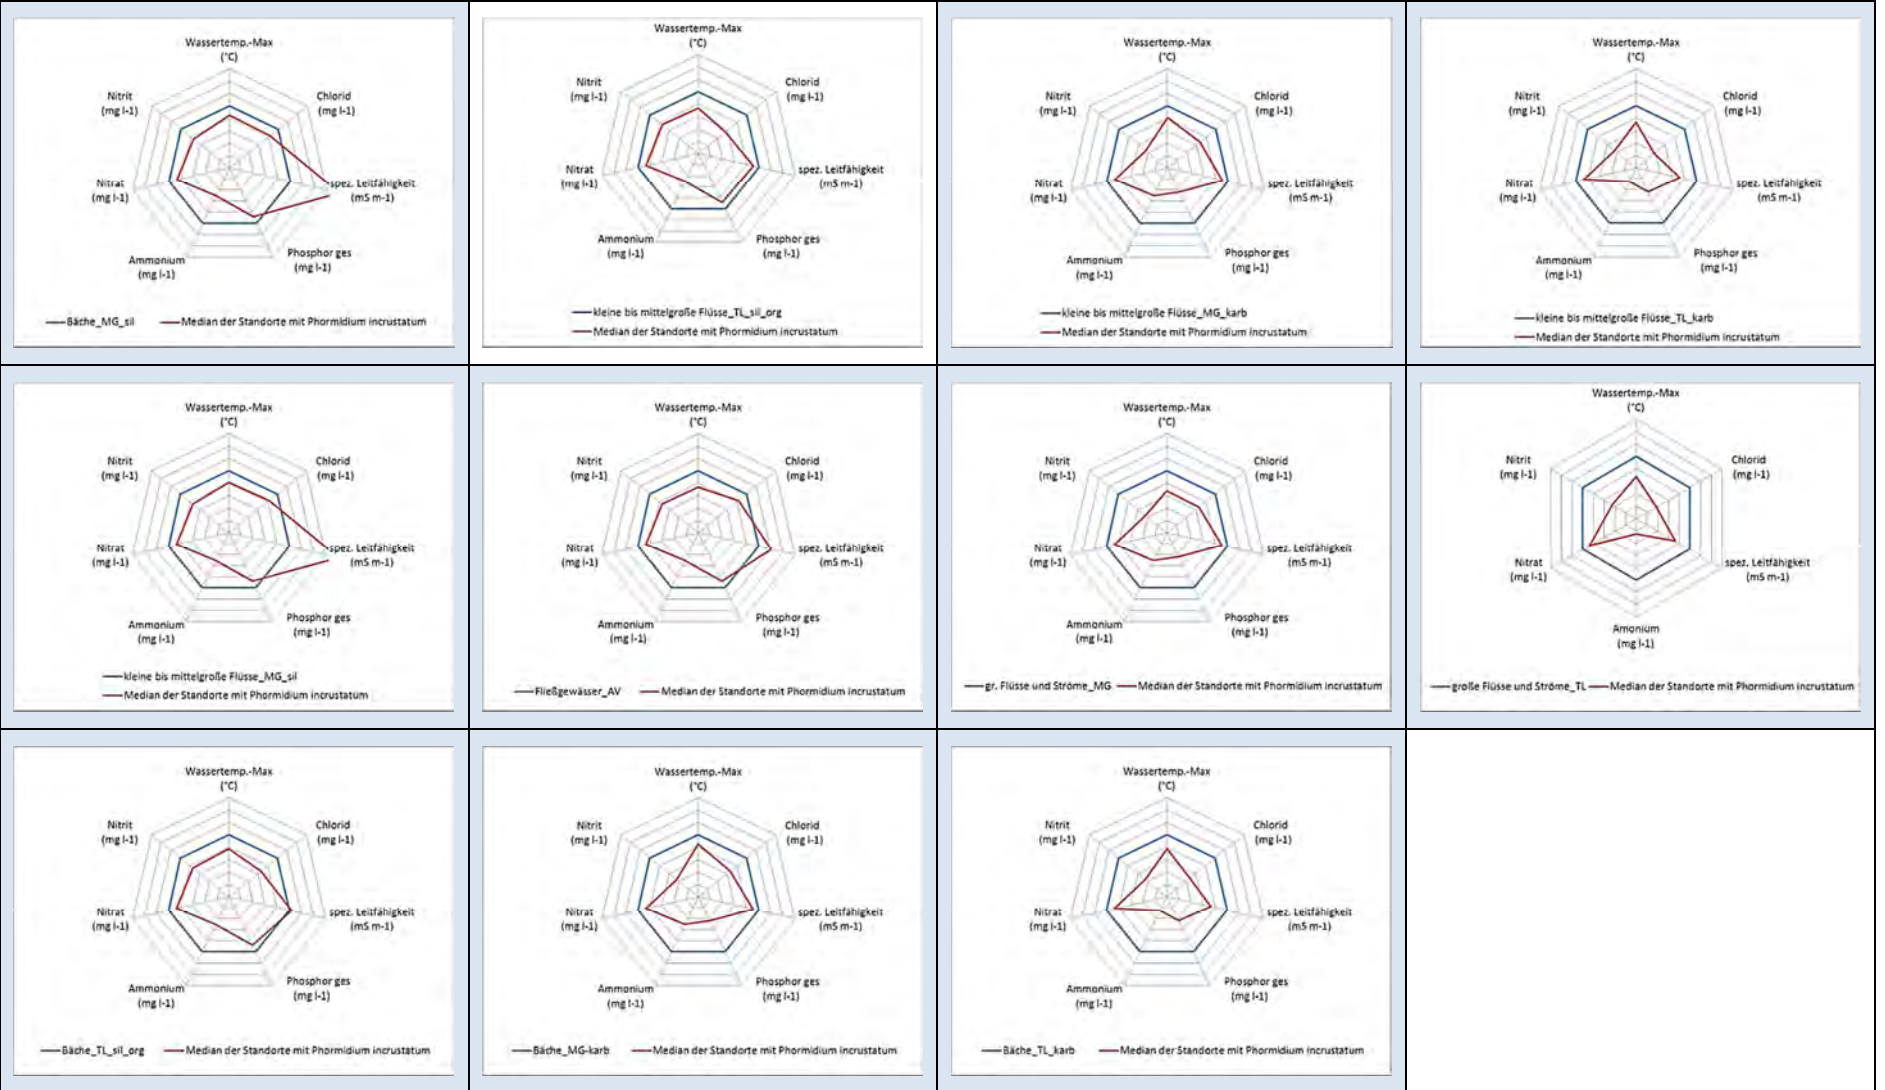 Wassertemp.-Max
(°C)
Nitrit
(mg l-1)
Chlorid
(mg l-1)
Nitrat
(mg l-1)
spez. Leitfähigkeit
(mS m-1)
Ammonium
(mg l-1)
Phosphor ges
(mg l-1)
Bäche_MG_sil
Median der Standorte mit Phormidium incrustatum
Wassertemp.-Max
(°C)
Nitrit
(mg l-1)
Chlorid
(mg l-1)
Nitrat
(mg l-1)
spez. Leitfähigkeit
(mS m-1)
Ammonium
(mg l-1)
Phosphor ges
(mg l-1)
kleine bis mittelgroße Flüsse_TL_sil_org
Median der Standorte mit Phormidium incrustatum
Wassertemp.-Max
(°C)
Nitrit
(mg l-1)
Chlorid
(mg l-1)
Nitrat
(mg l-1)
spez. Leitfähigkeit
(mS m-1)
Ammonium
(mg l-1)
Phosphor ges
(mg l-1)
kleine bis mittelgroße Flüsse_MG_karb
Median der Standorte mit Phormidium incrustatum
Wassertemp.-Max
(°C)
Nitrit
(mg l-1)
Chlorid
(mg l-1)
Nitrat
(mg l-1)
spez. Leitfähigkeit
(mS m-1)
Ammonium
(mg l-1)
Phosphor ges
(mg l-1)
kleine bis mittelgroße Flüsse_TL_karb
Median der Standorte mit Phormidium incrustatum
Wassertemp.-Max
(°C)
Nitrit
(mg l-1)
Chlorid
(mg l-1)
Nitrat
(mg l-1)
spez. Leitfähigkeit
(mS m-1)
Ammonium
(mg l-1)
Phosphor ges
(mg l-1)
kleine bis mittelgroße Flüsse_MG_sil
Median der Standorte mit Phormidium incrustatum
Wassertemp.-Max
(°C)
Nitrit
(mg l-1)
Chlorid
(mg l-1)
Nitrat
(mg l-1)
spez. Leitfähigkeit
(mS m-1)
Ammonium
(mg l-1)
Phosphor ges
(mg l-1)
Fließgewässer_AV
Median der Standorte mit Phormidium incrustatum
Wassertemp.-Max
(°C)
Nitrit
(mg l-1)
Chlorid
(mg l-1)
Nitrat
(mg l-1)
spez. Leitfähigkeit
(mS m-1)
Ammonium
(mg l-1)
Phosphor ges
(mg l-1)
gr. Flüsse und Ströme_MG
Median der Standorte mit Phormidium incrustatum
Wassertemp.-Max
(°C)
Nitrit
(mg l-1)
Chlorid
(mg l-1)
Nitrat
(mg l-1)
spez. Leitfähigkeit
(mS m-1)
Amonium
(mg l-1)
große Flüsse und Ströme_TL
Median der Standorte mit Phormidium incrustatum
Wassertemp.-Max
(°C)
Nitrit
(mg l-1)
Chlorid
(mg l-1)
Nitrat
(mg l-1)
spez. Leitfähigkeit
(mS m-1)
Ammonium
(mg l-1)
Phosphor ges
(mg l-1)
Bäche_TL_sil_org
Median der Standorte mit Phormidium incrustatum
Wassertemp.-Max
(°C)
Nitrit
(mg l-1)
Chlorid
(mg l-1)
Nitrat
(mg l-1)
spez. Leitfähigkeit
(mS m-1)
Ammonium
(mg l-1)
Phosphor ges
(mg l-1)
Bäche_MG-karb
Median der Standorte mit Phormidium incrustatum
Wassertemp.-Max
(°C)
Nitrit
(mg l-1)
Chlorid
(mg l-1)
Nitrat
(mg l-1)
spez. Leitfähigkeit
(mS m-1)
Ammonium
(mg l-1)
Phosphor ges
(mg l-1)
Bäche_TL_karb
Median der Standorte mit Phormidium incrustatum